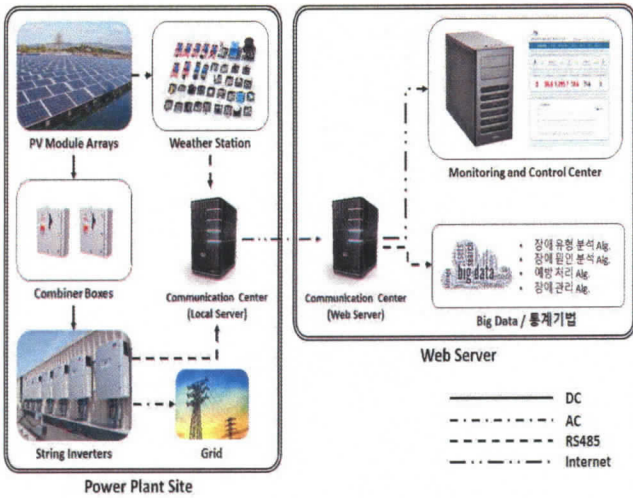 PV Module Arrays
Weather Station
Combiner Boxes
Communication Center
(Local Server)
String Inverters
Grid
Power Plant Site
Monitoring and Control Center
Communication Center
(Web Server)
big data
• 장애 유형 분석 Alg.
• 장애 원인 분석 Alg.
• 예방 처리 Alg.
• 장애 관리 Alg.
Big Data / 통계기법
Web Server
DC
AC
RS485
Internet